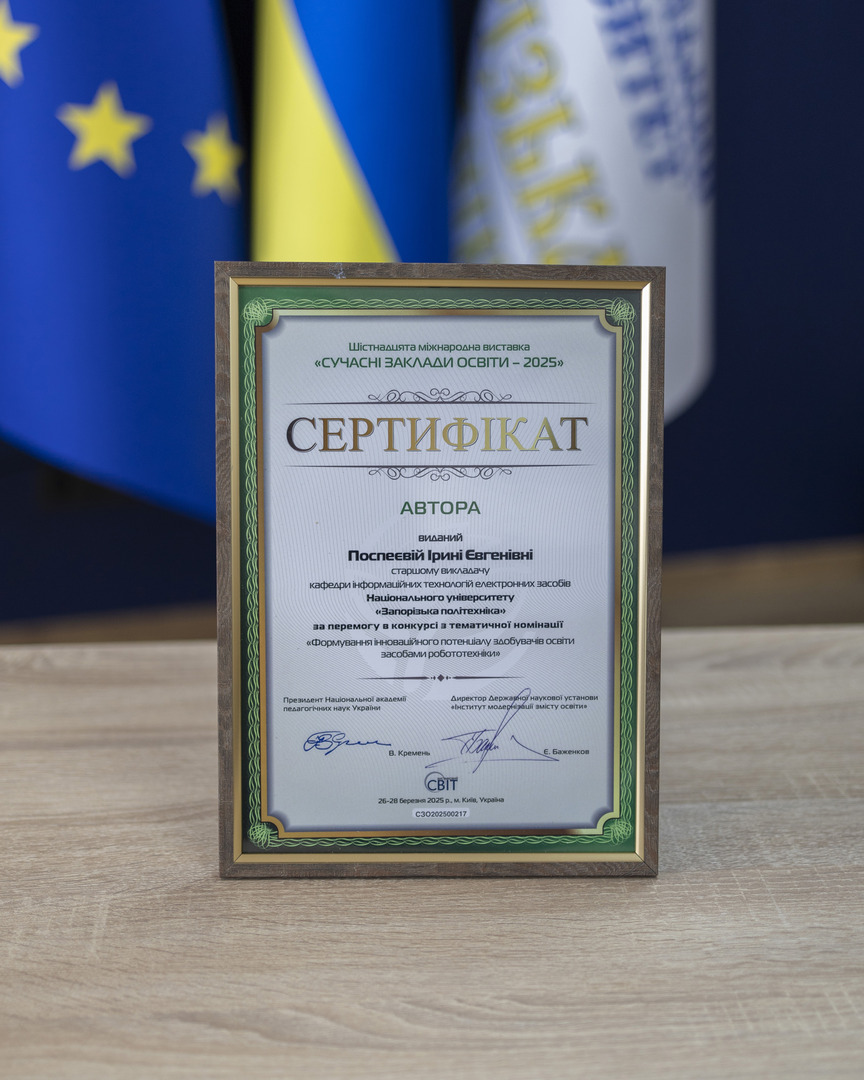 Шістнадцята міжнародна виставка
«СУЧАСНІ ЗАКЛАДИ ОСВІТИ – 2025»
СЕРТИФІКАТ
АВТОРА
виданий
Поспеєвій Ірині Євгенівні
старшому викладачу
кафедри інформаційних технологій електронних засобів
Національного університету
«Запорізька політехніка»
за перемогу в конкурсі з тематичної номінації
«Формування інноваційного потенціалу здобувачів освіти
засобами робототехніки»
Президент Національної академії
педагогічних наук України
В. Кремень
Директор Державної наукової установи
«Інститут модернізації змісту освіти»
Є. Баженков
СВІТ
26-28 березня 2025 р., м. Київ, Україна
СЗО202500217